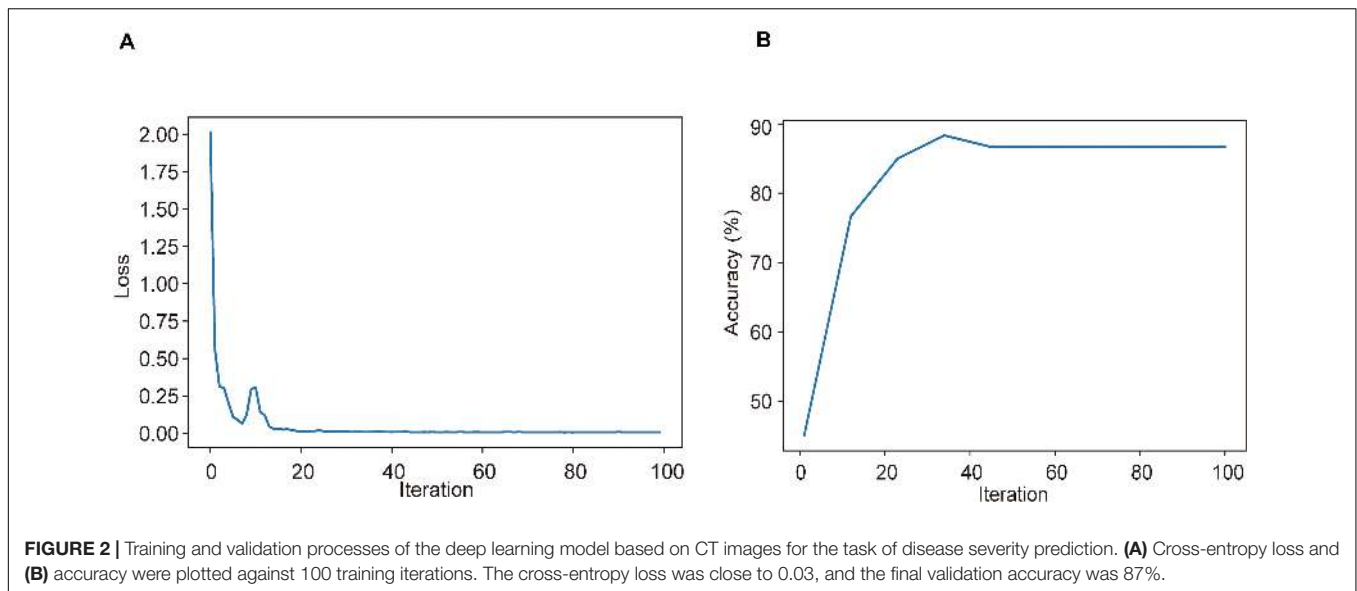 A
B
2.00
1.75
1.50
1.25
1.00
0.75
0.50
0.25
0.00
Loss
0 20 40 60 80 100
Iteration
90
80
70
60
50
Accuracy (%)
0 20 40 60 80 100
Iteration
FIGURE 2 | Training and validation processes of the deep learning model based on CT images for the task of disease severity prediction. (A) Cross-entropy loss and
(B) accuracy were plotted against 100 training iterations. The cross-entropy loss was close to 0.03, and the final validation accuracy was 87%.